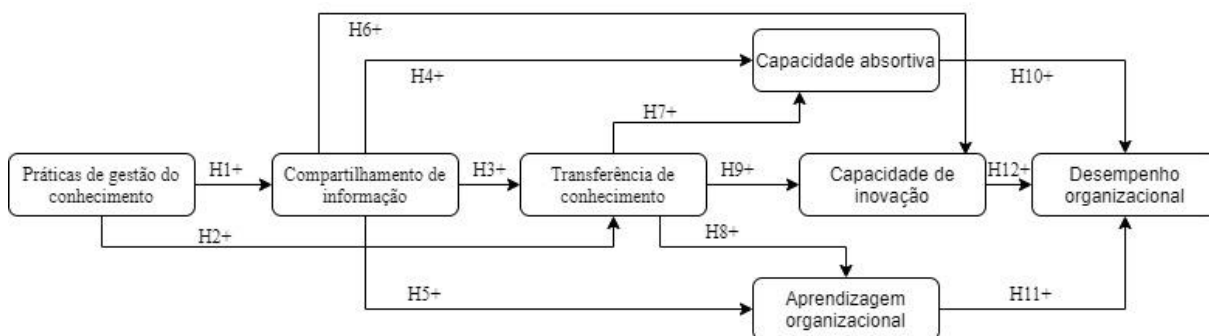 H6+
H4+
Capacidade absortiva
H10+
H7+
Práticas de gestão do
conhecimento
H1+
Compartilhamento de
informação
H3+
Transferência de
conhecimento
H9+
Capacidade de
inovação
H12+
Desempenho
organizacional
H2+
H8+
H5+
Aprendizagem
organizacional
H11+